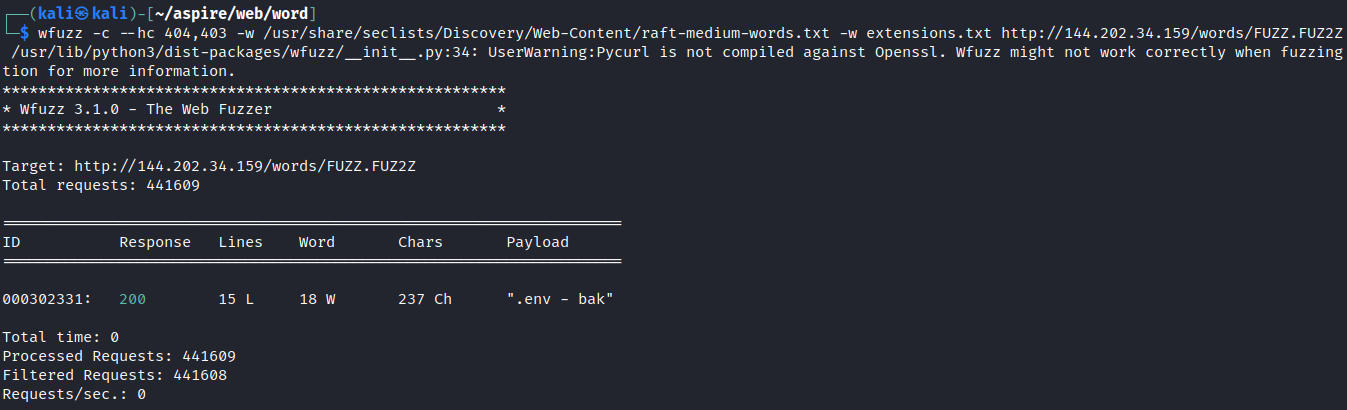 ┌──(kali㉿kali)-[~/aspire/web/word]
└─$ wfuzz -c --hc 404,403 -w /usr/share/seclists/Discovery/Web-Content/raft-medium-words.txt -w extensions.txt http://144.202.34.159/words/FUZZ.FUZ2Z
 /usr/lib/python3/dist-packages/wfuzz/__init__.py:34: UserWarning:Pycurl is not compiled against Openssl. Wfuzz might not work correctly when fuzzing
tion for more information.
********************************************************
* Wfuzz 3.1.0 - The Web Fuzzer                         *
********************************************************
Target: http://144.202.34.159/words/FUZZ.FUZ2Z
Total requests: 441609
=====================================================================
ID           Response   Lines    Word       Chars       Payload
=====================================================================
000302331:   200        15 L     18 W       237 Ch      ".env - bak"
Total time: 0
Processed Requests: 441609
Filtered Requests: 441608
Requests/sec.: 0